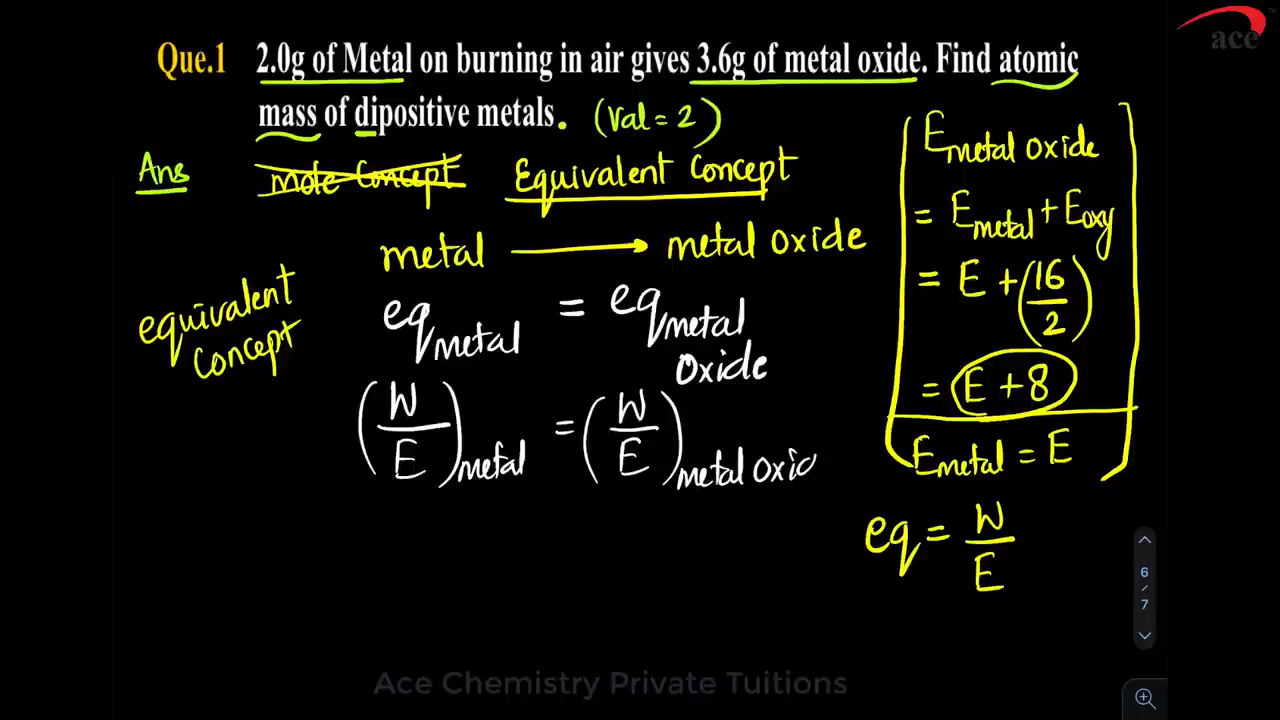 ace
Que.1 2.0g of Metal on burning in air gives 3.6g of metal oxide. Find atomic
mass of dipositive metals. (Val = 2)
Ans
mole Concept Equivalent Concept
metal ⟶ metal oxide
equivalent
Concept
eq metal = eq metal
Oxide
(W/E) metal = (W/E) metal oxid
E metal oxide
= E metal + E oxy
= E + (16/2)
= E + 8
E metal = E
eq = W/E
6
/
7
Ace Chemistry Private Tuitions